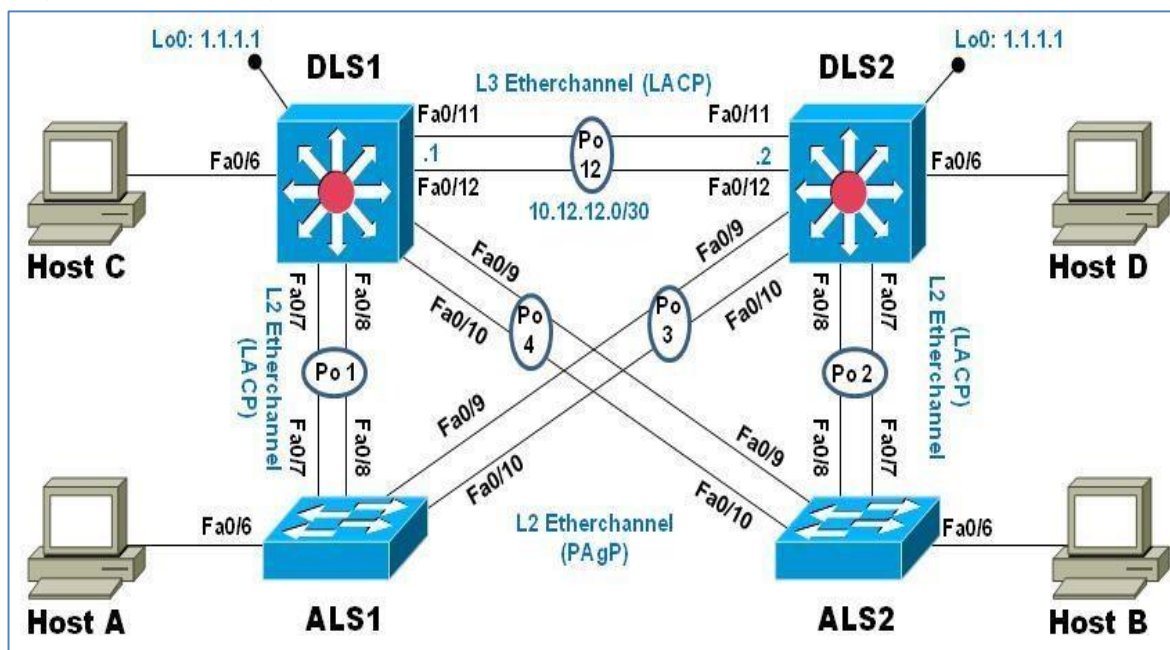 Lo0: 1.1.1.1
Lo0: 1.1.1.1
DLS1
DLS2
L3 Etherchannel (LACP)
Fa0/11
Fa0/11
Fa0/6
.1
Po
12
.2
Fa0/6
Fa0/12
Fa0/12
10.12.12.0/30
Host C
Host D
Fa0/9
Fa0/9
Fa0/10
Fa0/10
Fa0/7
Fa0/8
L2 Etherchannel
(LACP)
Po
4
Po
3
Fa0/8
Fa0/7
L2 Etherchannel
(LACP)
Po 1
Po 2
Fa0/7
Fa0/8
Fa0/9
Fa0/10
Fa0/9
Fa0/10
Fa0/8
Fa0/7
Fa0/6
L2 Etherchannel
(PAgP)
Fa0/6
Host A
ALS1
ALS2
Host B